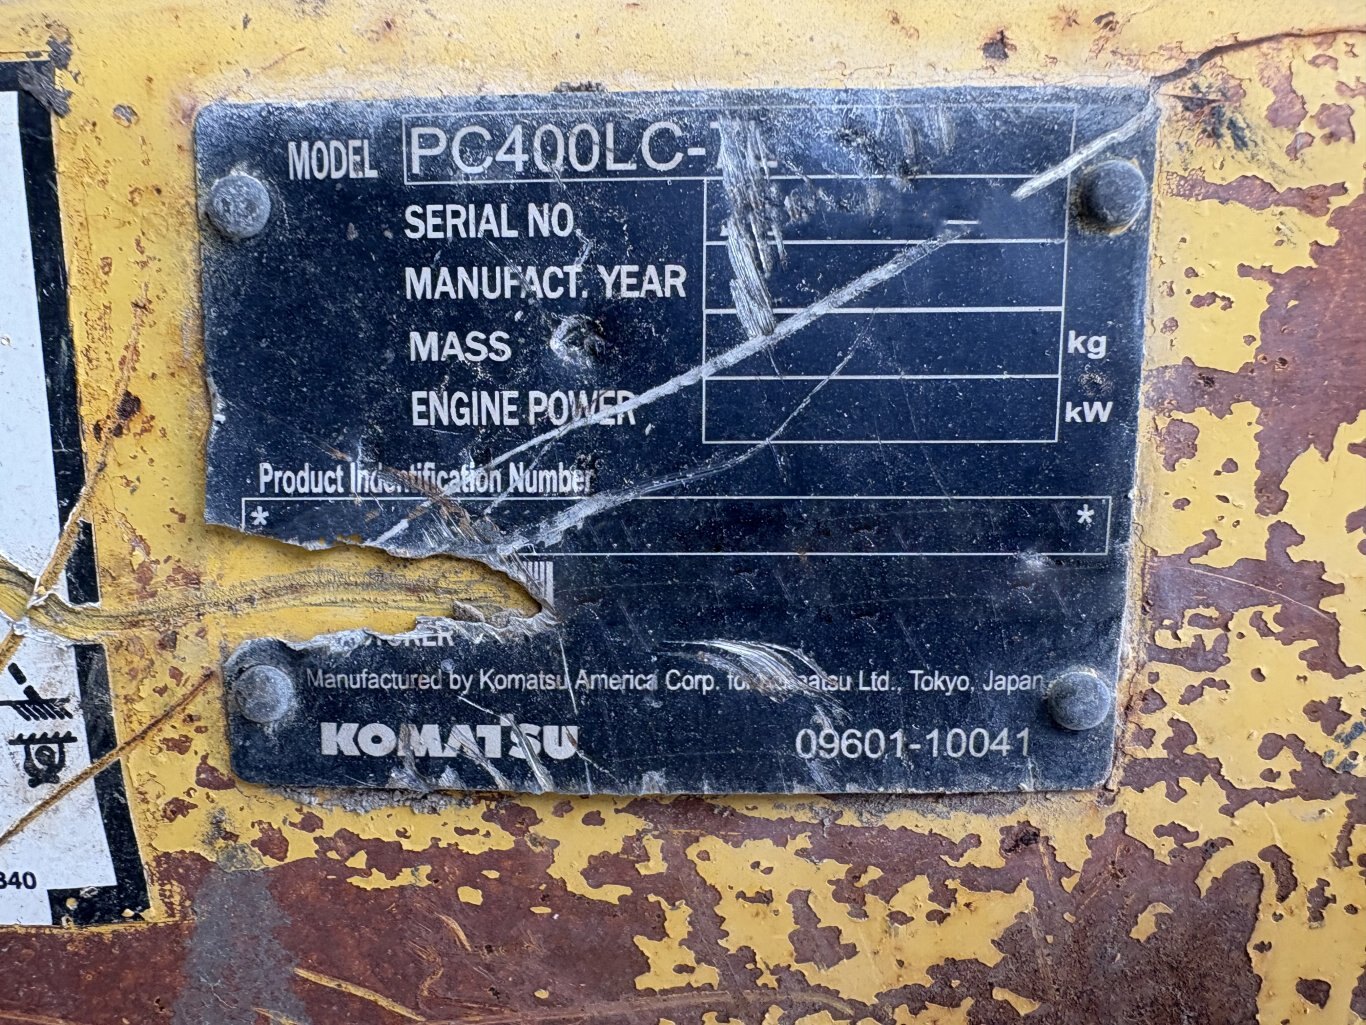 MODEL PC400LC-
SERIAL NO.
MANUFACT. YEAR
MASS kg
ENGINE POWER kW
Product Indentification Number
* *
Manufactured by Komatsu America Corp. for Komatsu Ltd., Tokyo, Japan
KOMATSU 09601-10041
840